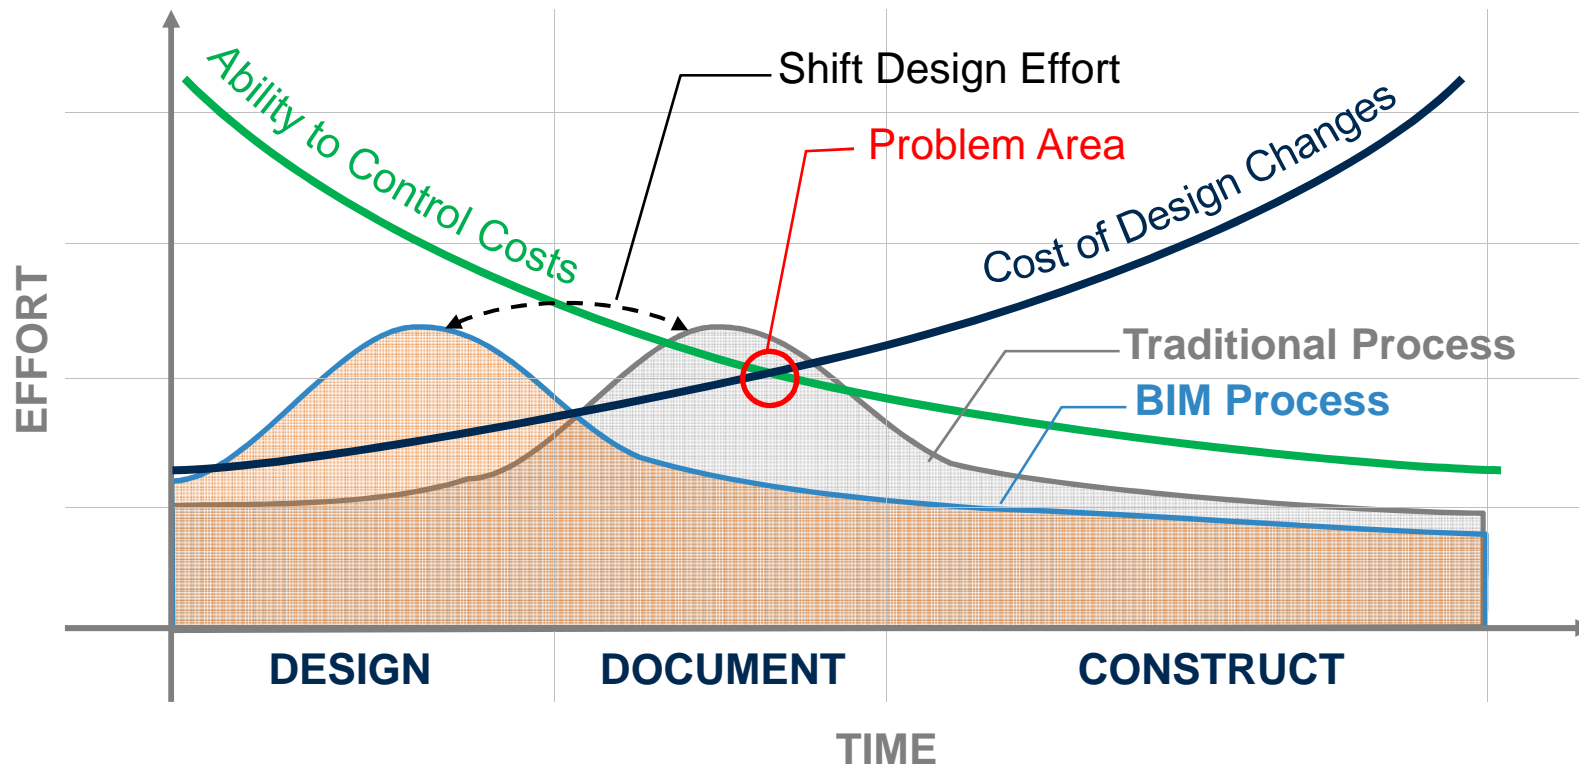 Shift Design Effort
Ability to Control Costs
Problem Area
Cost of Design Changes
EFFORT
Traditional Process
BIM Process
DESIGN
DOCUMENT
CONSTRUCT
TIME